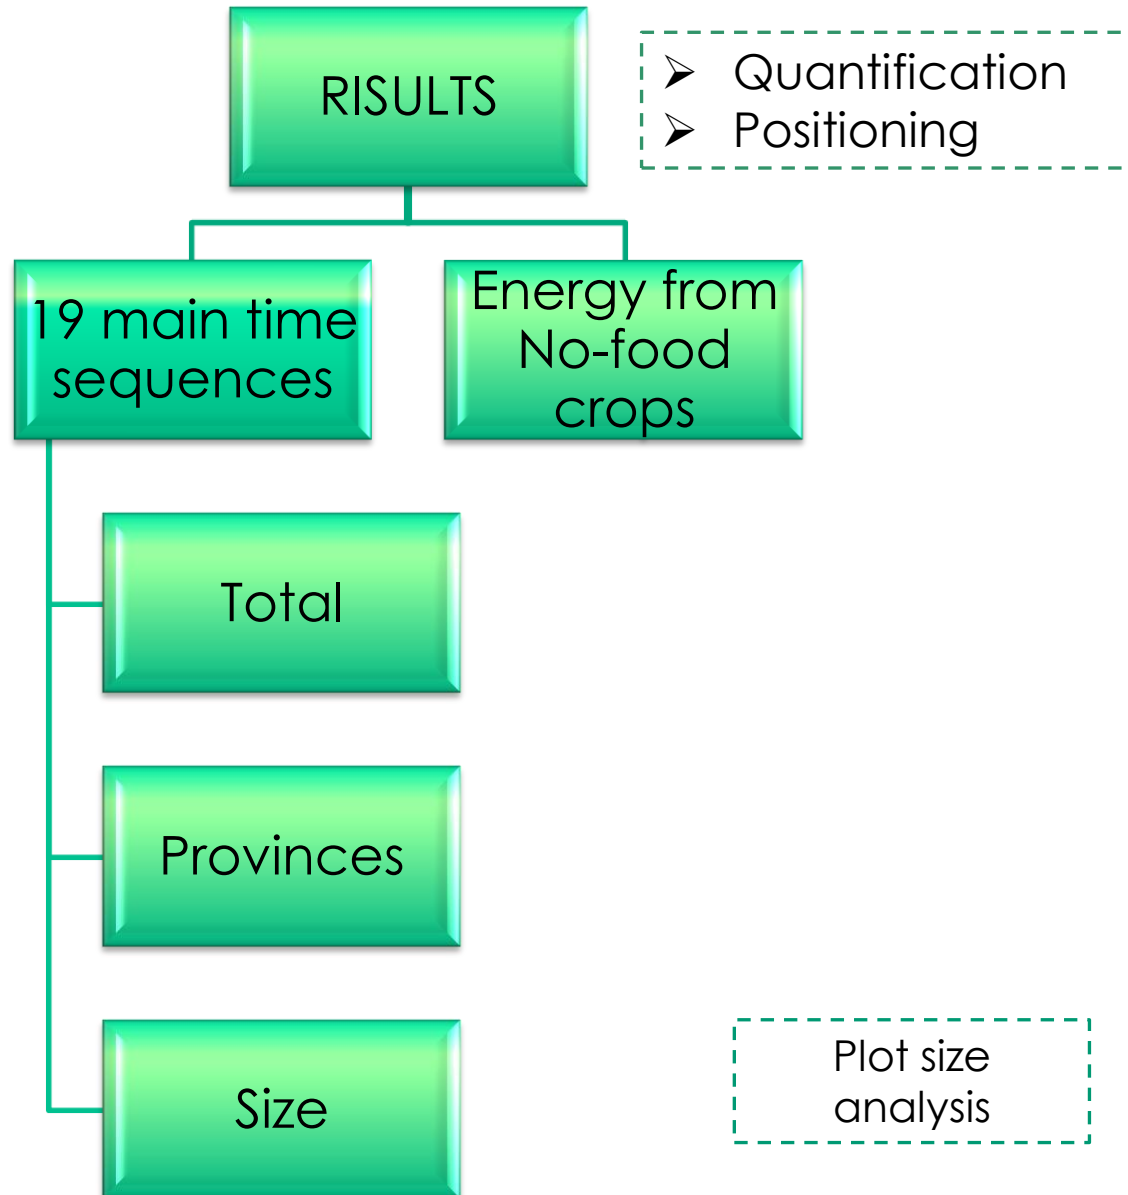 RISULTS
➢ Quantification
➢ Positioning
19 main time
sequences
Energy from
No-food
crops
Total
Provinces
Size
Plot size
analysis